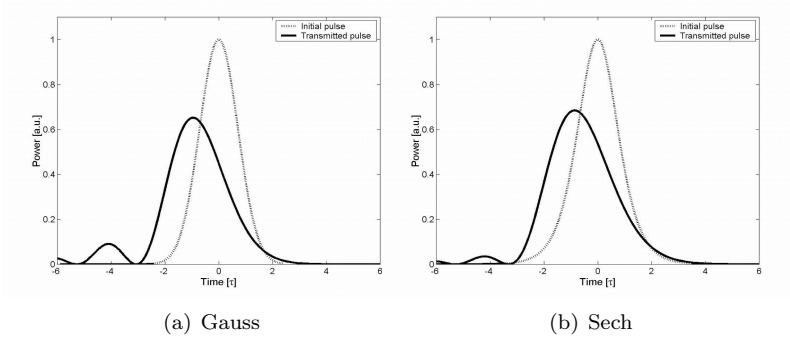 Initial pulse
Transmitted pulse
Power [a.u.]
1
0.8
0.6
0.4
0.2
0
-6
-4
-2
0
2
4
6
Time [τ]
(a) Gauss
Initial pulse
Transmitted pulse
Power [a.u.]
1
0.8
0.6
0.4
0.2
0
-6
-4
-2
0
2
4
6
Time [τ]
(b) Sech